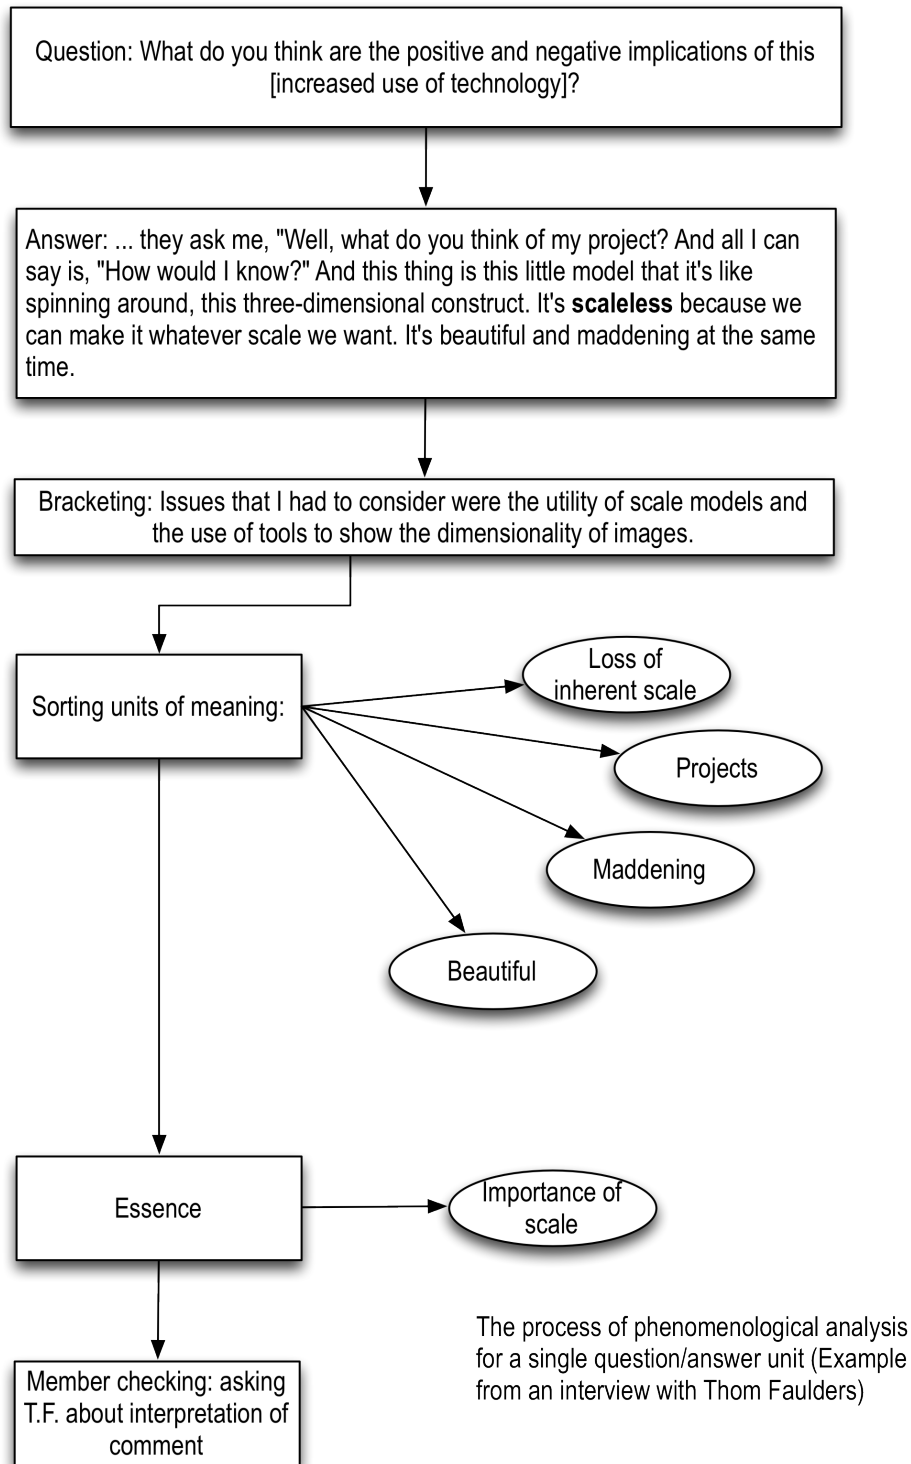 Question: What do you think are the positive and negative implications of this
[increased use of technology]?
Answer: ... they ask me, "Well, what do you think of my project? And all I can
say is, "How would I know?" And this thing is this little model that it's like
spinning around, this three-dimensional construct. It's scaleless because we
can make it whatever scale we want. It's beautiful and maddening at the same
time.
Bracketing: Issues that I had to consider were the utility of scale models and
the use of tools to show the dimensionality of images.
Sorting units of meaning:
Loss of
inherent scale
Projects
Maddening
Beautiful
Essence
Importance of
scale
Member checking: asking
T.F. about interpretation of
comment
The process of phenomenological analysis
for a single question/answer unit (Example
from an interview with Thom Faulders)